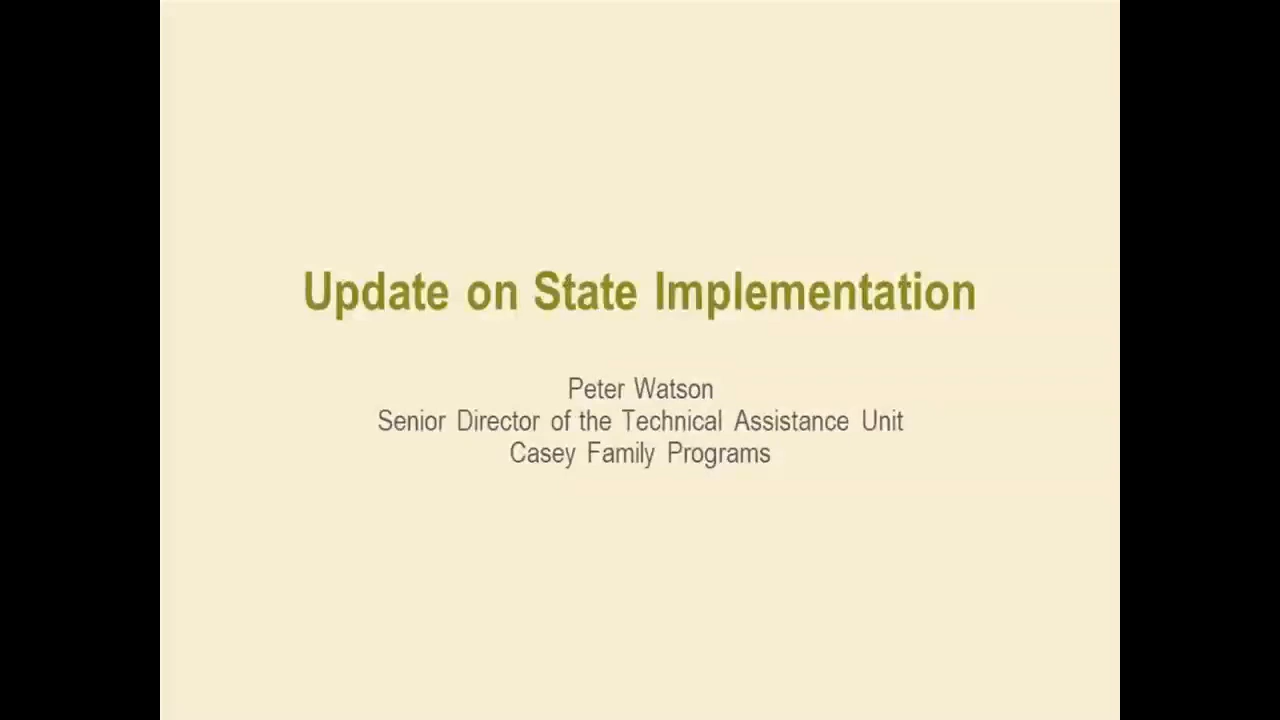 Update on State Implementation
Peter Watson
Senior Director of the Technical Assistance Unit
Casey Family Programs